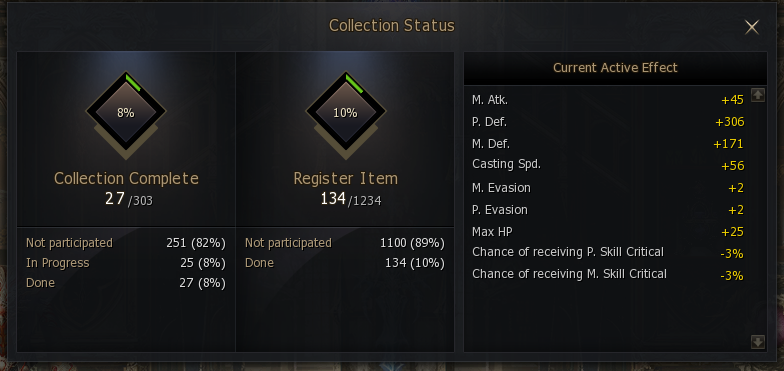 Collection Status
8%
10%
Collection Complete
27/303
Register Item
134/1234
Not participated 251 (82%)
In Progress 25 (8%)
Done 27 (8%)
Not participated 1100 (89%)
Done 134 (10%)
Current Active Effect
M. Atk. +45
P. Def. +306
M. Def. +171
Casting Spd. +56
M. Evasion +2
P. Evasion +2
Max HP +25
Chance of receiving P. Skill Critical -3%
Chance of receiving M. Skill Critical -3%